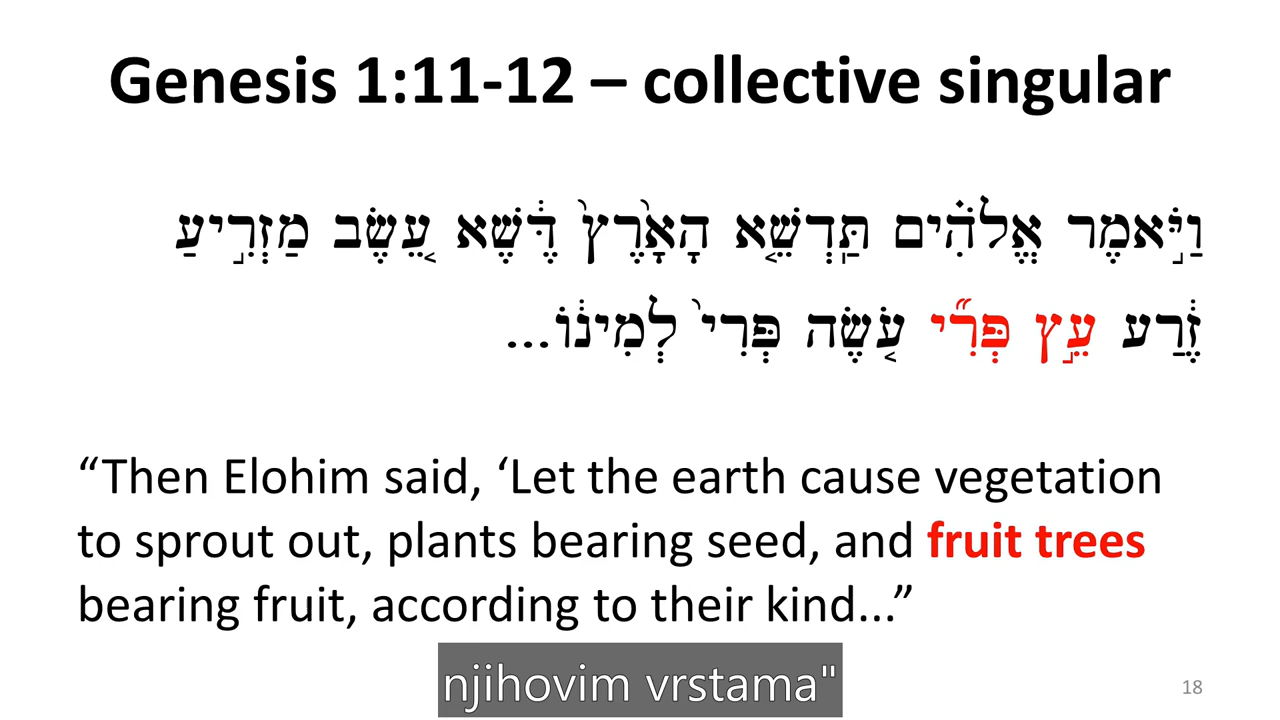 Genesis 1:11-12 – collective singular
וַיֹּ֣אמֶר אֱלֹהִ֗ים תַּֽדְשֵׁ֤א הָאָ֙רֶץ֙ דֶּ֔שֶׁא עֵ֚שֶׂב מַזְרִ֣יעַ
זֶ֔רַע עֵ֣ץ פְּרִ֞י עֹ֤שֶׂה פְּרִי֙ לְמִינ֔וֹ...
“Then Elohim said, ‘Let the earth cause vegetation
to sprout out, plants bearing seed, and fruit trees
bearing fruit, according to their kind...”
njihovim vrstama"
18